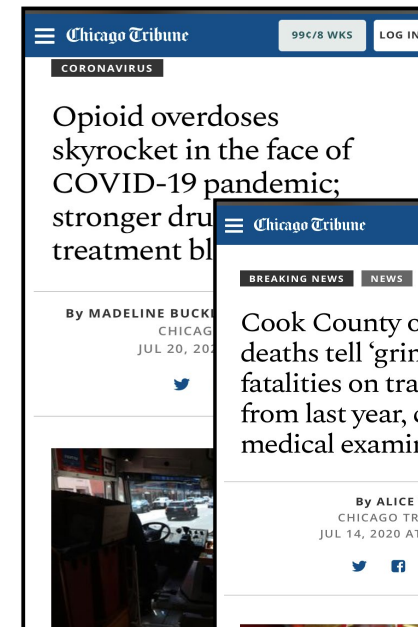 Chicago Tribune
99¢/8 WKS
LOG IN
CORONAVIRUS
Opioid overdoses
skyrocket in the face of
COVID-19 pandemic;
stronger dru
treatment bl
By MADELINE BUCK
CHICAG
JUL 20, 202
Chicago Tribune
BREAKING NEWS
NEWS
Cook County o
deaths tell ‘grin
fatalities on tra
from last year, 
medical examin
By ALICE
CHICAGO TR
JUL 14, 2020 AT